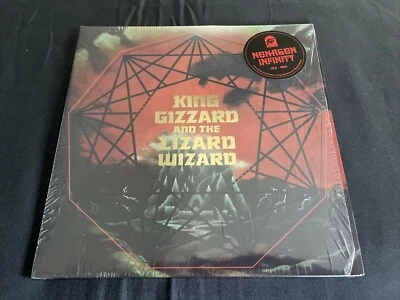 NONAGON
INFINITY
KING
GIZZARD
AND THE
LIZARD
WIZARD